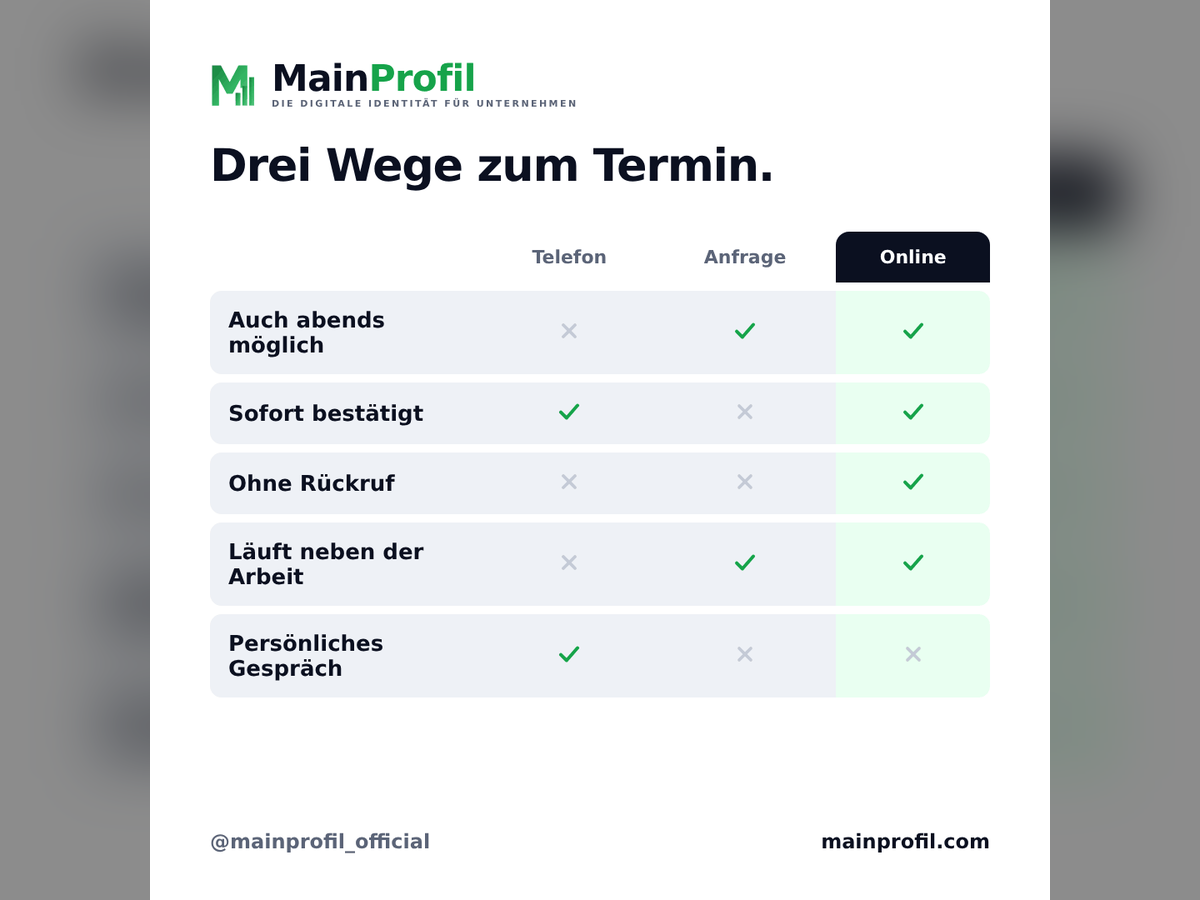 MainProfil
DIE DIGITALE IDENTITÄT FÜR UNTERNEHMEN
Drei Wege zum Termin.
Telefon Anfrage Online
Auch abends
möglich
Sofort bestätigt
Ohne Rückruf
Läuft neben der
Arbeit
Persönliches
Gespräch
@mainprofil_official
mainprofil.com